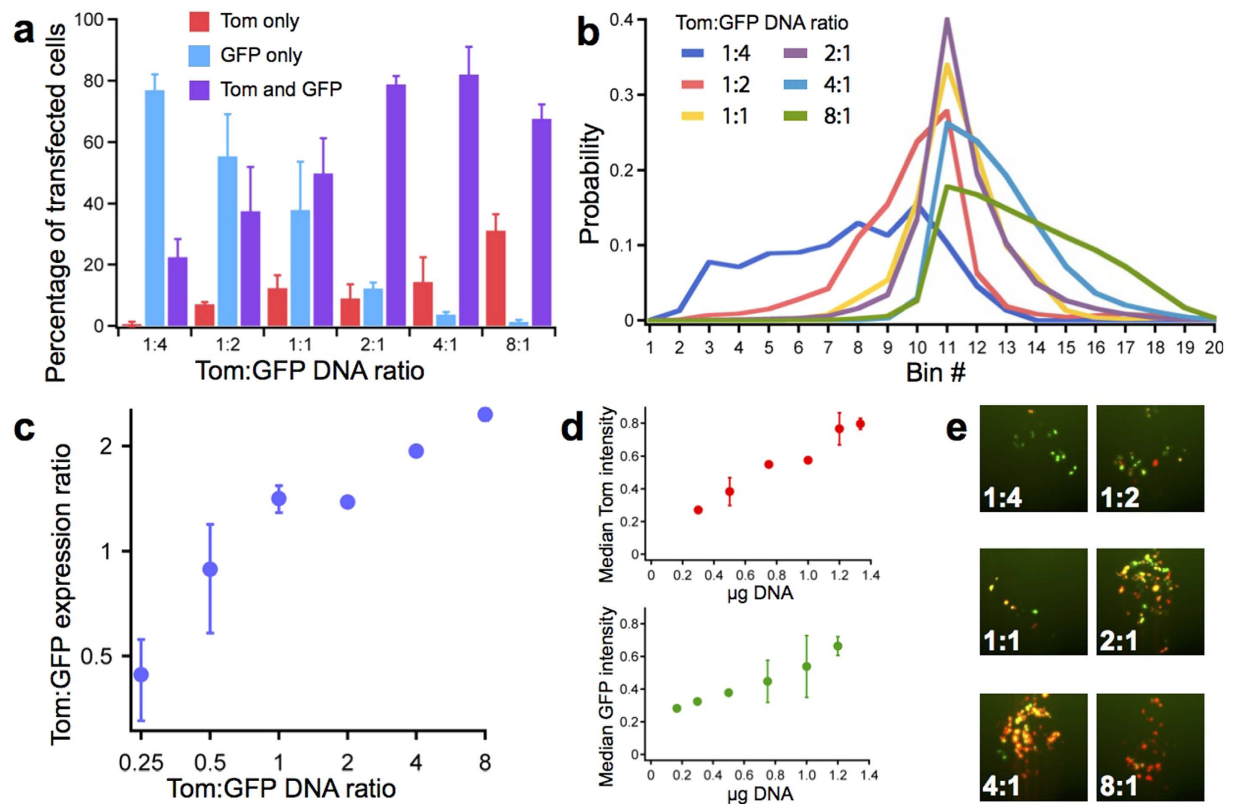 a
Percentage of transfected cells
100
80
60
40
20
0
Tom only
GFP only
Tom and GFP
1:4 1:2 1:1 2:1 4:1 8:1
Tom:GFP DNA ratio
b
Probability
0.4
0.3
0.2
0.1
0
Tom:GFP DNA ratio
1:4 2:1
1:2 4:1
1:1 8:1
1 2 3 4 5 6 7 8 9 10 11 12 13 14 15 16 17 18 19 20
Bin #
c
Tom:GFP expression ratio
2
1
0.5
0.25 0.5 1 2 4 8
Tom:GFP DNA ratio
d
Median Tom intensity
0.8
0.6
0.4
0.2
0
0 0.2 0.4 0.6 0.8 1.0 1.2 1.4
µg DNA
Median GFP intensity
0.8
0.6
0.4
0.2
0
0 0.2 0.4 0.6 0.8 1.0 1.2 1.4
µg DNA
e
1:4 1:2
1:1 2:1
4:1 8:1